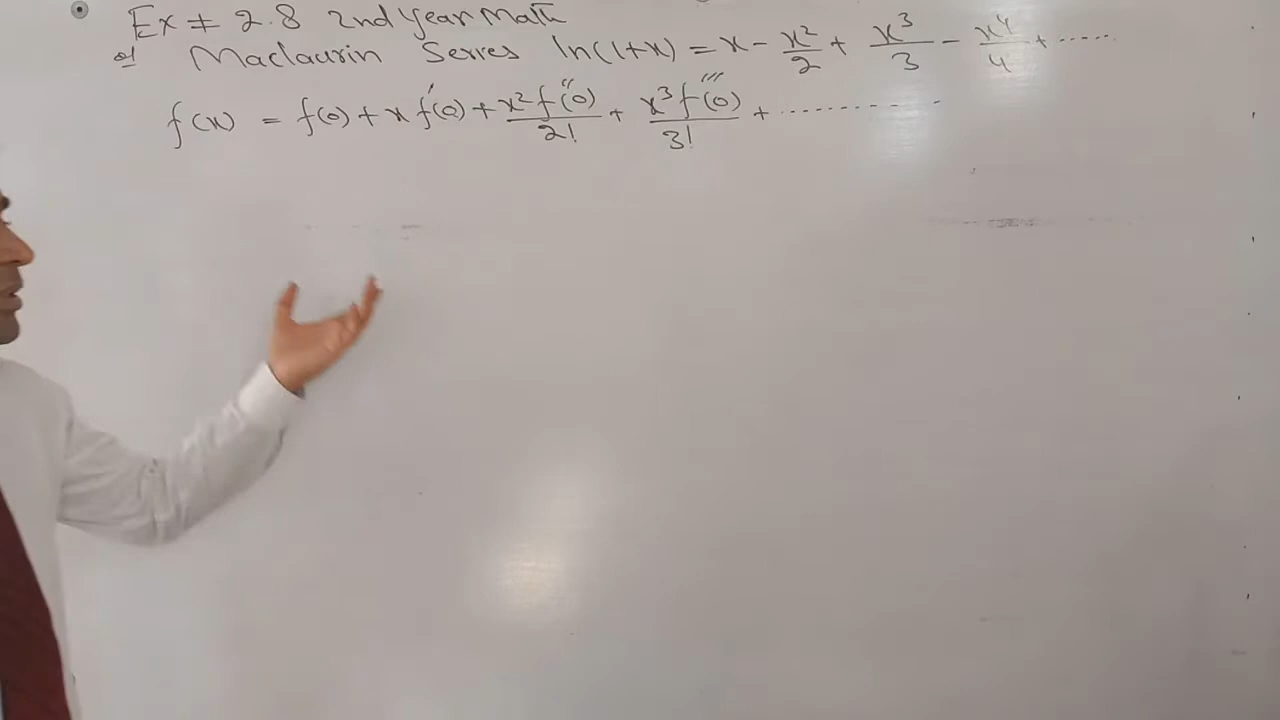 Ex ≠ 2.8 2nd Year Math
Q1 Maclaurin Series ln(1+x) = x - x²/2 + x³/3 - x⁴/4 + ......
f(x) = f(0) + x f'(0) + x² f''(0)/2! + x³ f'''(0)/3! + ..........